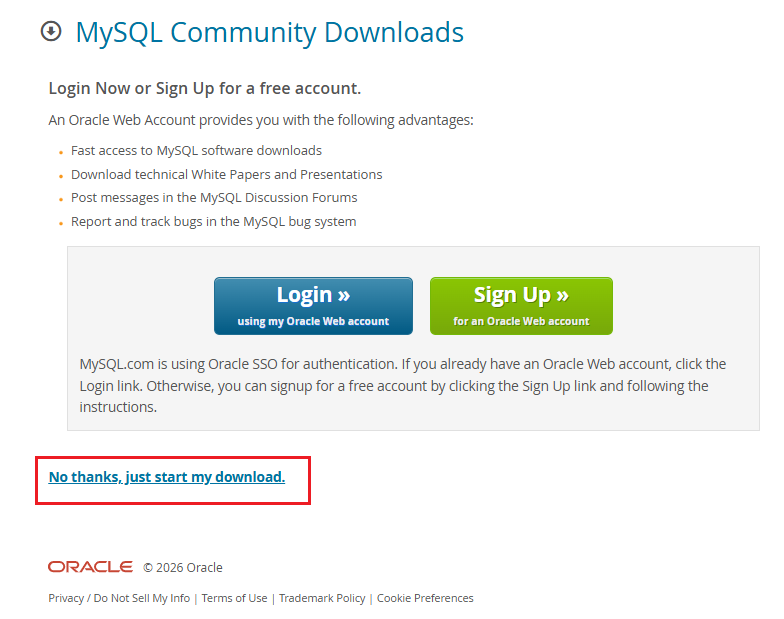 MySQL Community Downloads
Login Now or Sign Up for a free account.
An Oracle Web Account provides you with the following advantages:
Fast access to MySQL software downloads
Download technical White Papers and Presentations
Post messages in the MySQL Discussion Forums
Report and track bugs in the MySQL bug system
Login »
using my Oracle Web account
Sign Up »
for an Oracle Web account
MySQL.com is using Oracle SSO for authentication. If you already have an Oracle Web account, click the
Login link. Otherwise, you can signup for a free account by clicking the Sign Up link and following the
instructions.
No thanks, just start my download.
ORACLE © 2026 Oracle
Privacy / Do Not Sell My Info | Terms of Use | Trademark Policy | Cookie Preferences